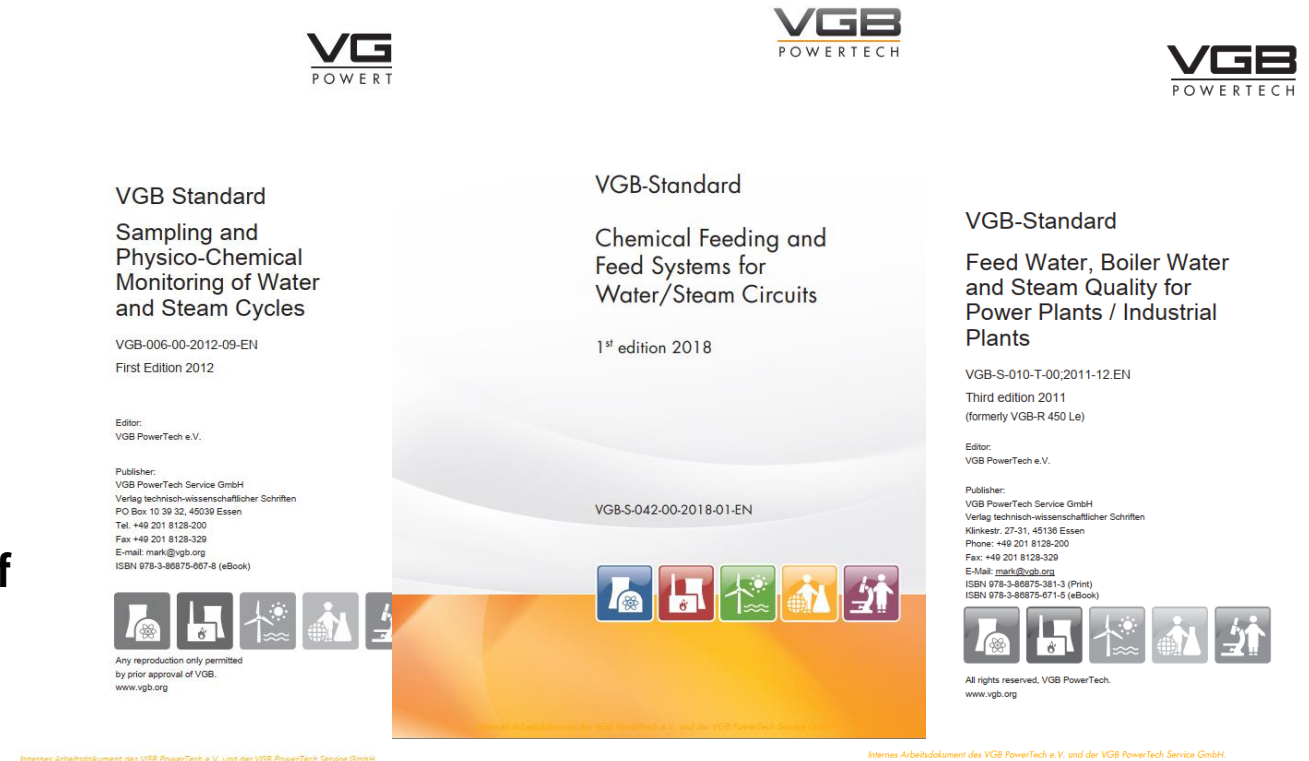 f
VG
POWERT
VGB Standard
Sampling and
Physico-Chemical
Monitoring of Water
and Steam Cycles
VGB-006-00-2012-09-EN
First Edition 2012
Editor:
VGB PowerTech e.V.
Publisher:
VGB PowerTech Service GmbH
Verlag technisch-wissenschaftlicher Schriften
PO Box 10 39 32, 45039 Essen
Tel. +49 201 8128-200
Fax +49 201 8128-329
E-mail: mark@vgb.org
ISBN 978-3-86875-667-8 (eBook)
Any reproduction only permitted
by prior approval of VGB.
www.vgb.org
Internes Arbeitsdokument des VGB PowerTech e.V. und der VGB PowerTech Service GmbH
VGB
POWERTECH
VGB-Standard
Chemical Feeding and
Feed Systems for
Water/Steam Circuits
1st edition 2018
VGB-S-042-00-2018-01-EN
Internes Arbeitsdokument des VGB PowerTech e.V. und der VGB PowerTech Service
VGB
POWERTECH
VGB-Standard
Feed Water, Boiler Water
and Steam Quality for
Power Plants / Industrial
Plants
VGB-S-010-T-00;2011-12.EN
Third edition 2011
(formerly VGB-R 450 Le)
Editor:
VGB PowerTech e.V.
Publisher:
VGB PowerTech Service GmbH
Verlag technisch-wissenschaftlicher Schriften
Klinkestr. 27-31, 45136 Essen
Phone: +49 201 8128-200
Fax: +49 201 8128-329
E-Mail: mark@vgb.org
ISBN 978-3-86875-381-3 (Print)
ISBN 978-3-86875-671-5 (eBook)
All rights reserved, VGB PowerTech.
www.vgb.org
Internes Arbeitsdokument des VGB PowerTech e.V. und der VGB PowerTech Service GmbH.